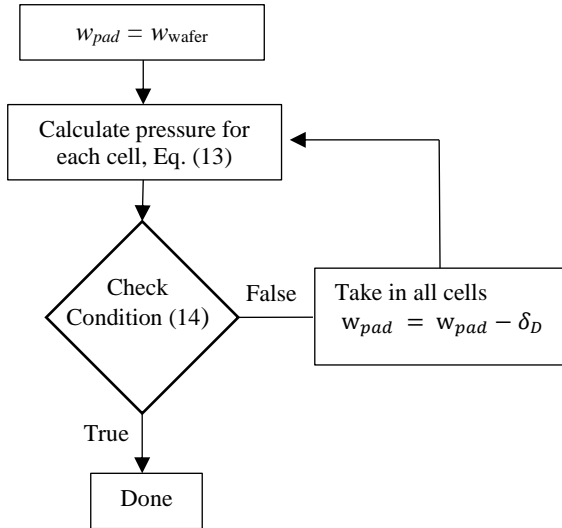 w_pad = w_wafer
Calculate pressure for
each cell, Eq. (13)
Check
Condition (14)
False
Take in all cells
w_pad = w_pad − δ_D
True
Done